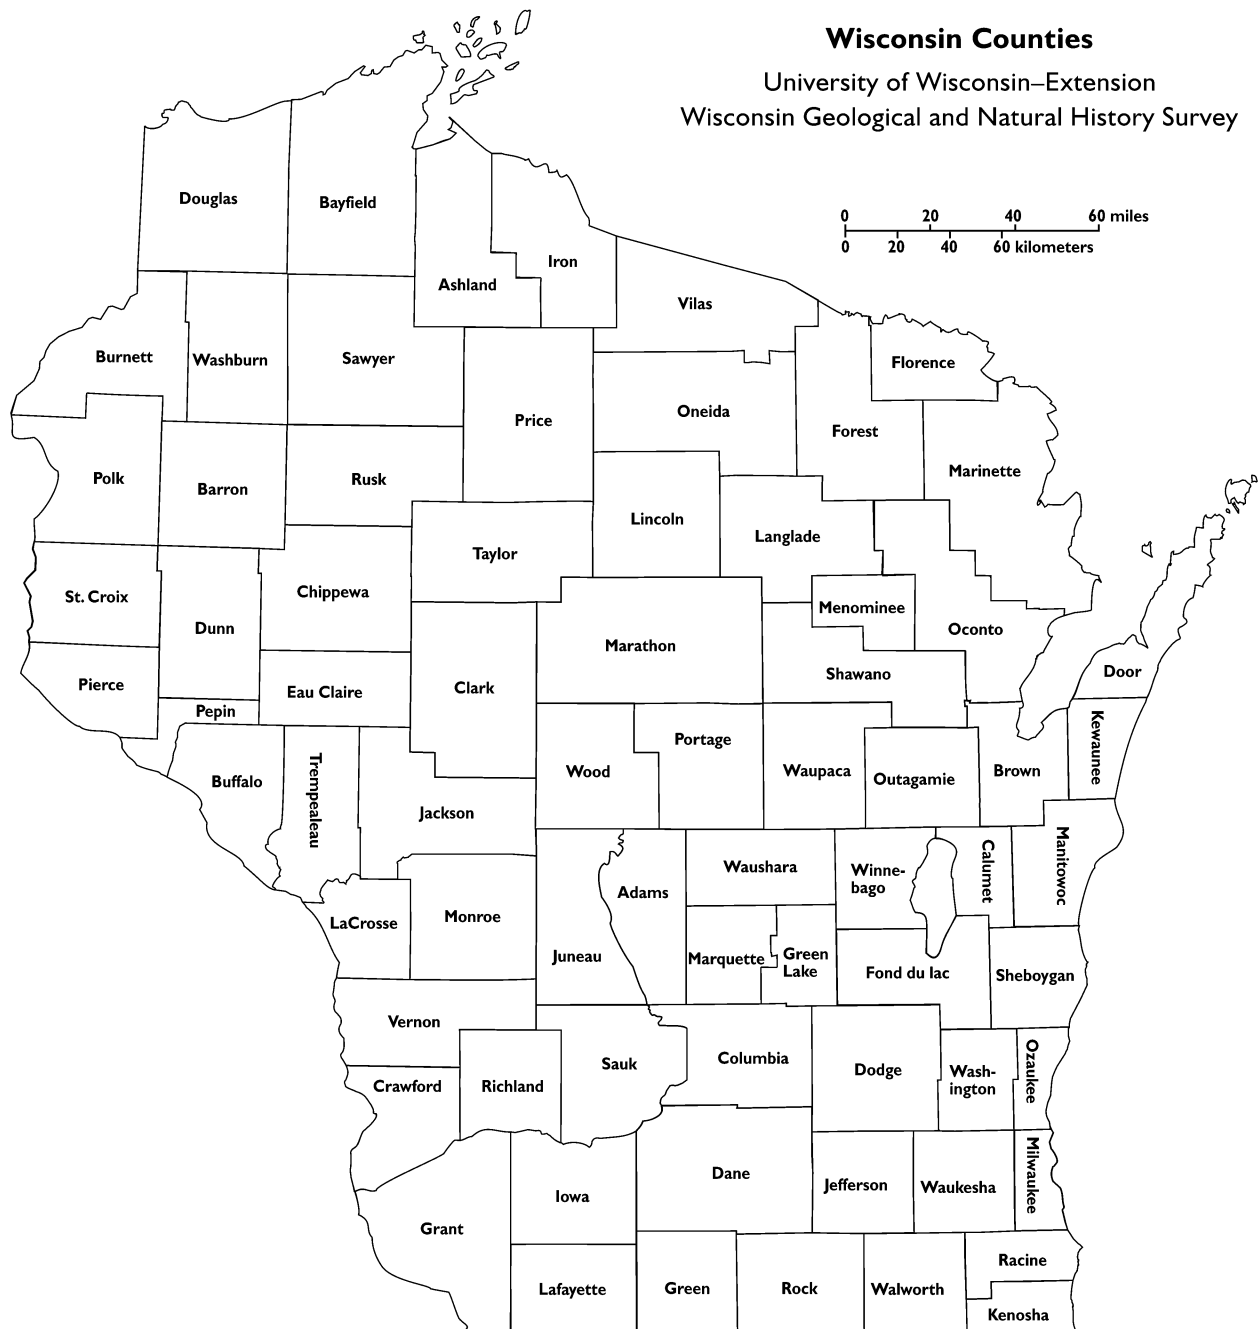 Wisconsin Counties
University of Wisconsin–Extension
Wisconsin Geological and Natural History Survey
0 20 40 60 miles
0 20 40 60 kilometers
Douglas
Bayfield
Ashland
Iron
Vilas
Burnett
Washburn
Sawyer
Price
Oneida
Forest
Florence
Marinette
Polk
Barron
Rusk
Lincoln
Langlade
Taylor
St. Croix
Dunn
Chippewa
Menominee
Oconto
Marathon
Shawano
Door
Pierce
Pepin
Eau Claire
Clark
Kewaunee
Buffalo
Trempealeau
Jackson
Wood
Portage
Waupaca
Outagamie
Brown
Manitowoc
Calumet
Waushara
Winne-
bago
Adams
LaCrosse
Monroe
Juneau
Marquette
Green
Lake
Fond du lac
Sheboygan
Vernon
Crawford
Richland
Sauk
Columbia
Dodge
Wash-
ington
Ozaukee
Dane
Jefferson
Waukesha
Milwaukee
Iowa
Grant
Lafayette
Green
Rock
Walworth
Racine
Kenosha